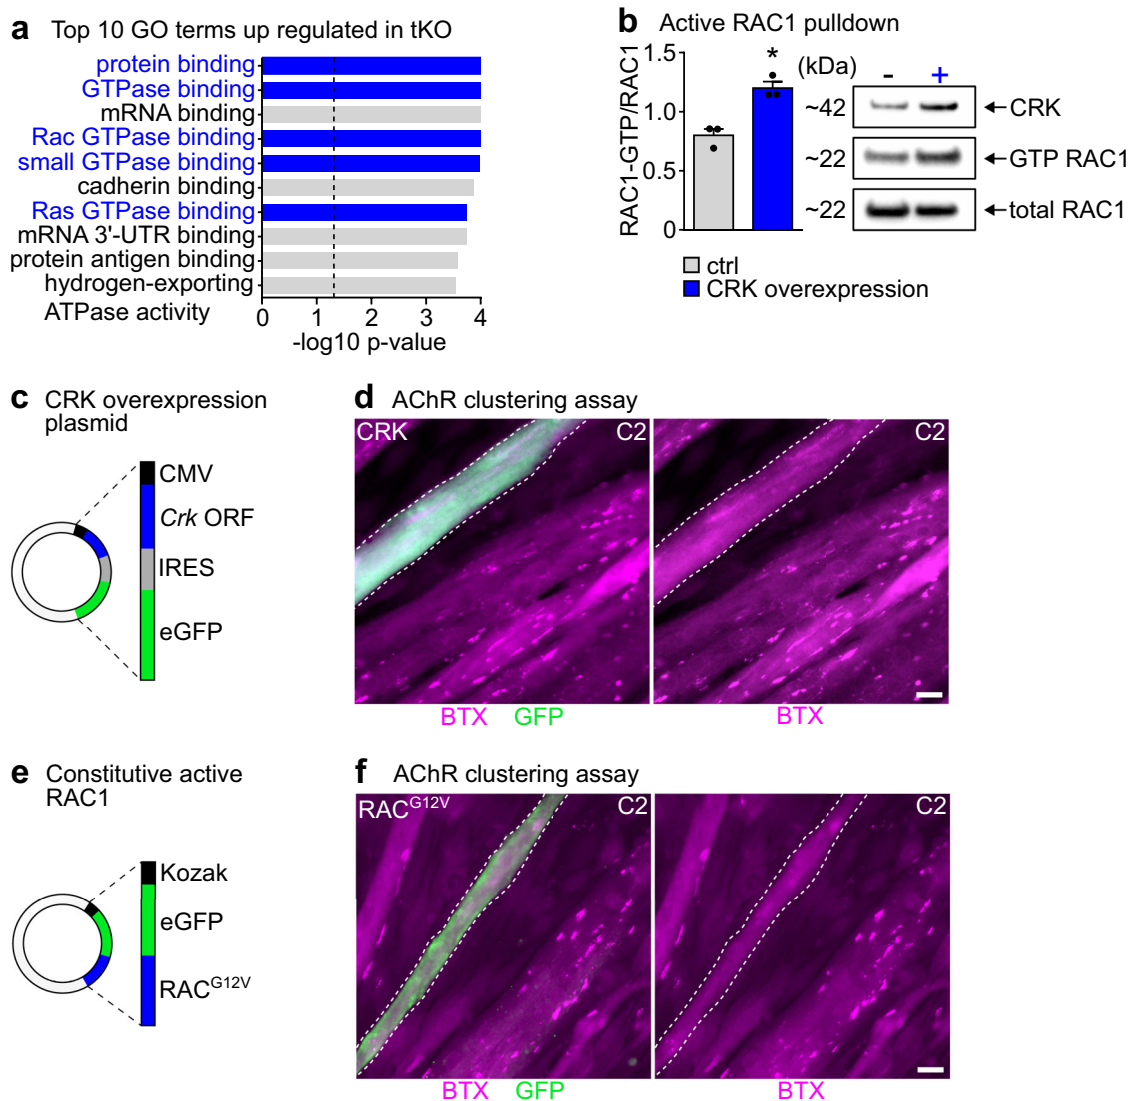 a Top 10 GO terms up regulated in tKO
protein binding
GTPase binding
mRNA binding
Rac GTPase binding
small GTPase binding
cadherin binding
Ras GTPase binding
mRNA 3'-UTR binding
protein antigen binding
hydrogen-exporting
ATPase activity
0 1 2 3 4
-log10 p-value
b Active RAC1 pulldown
RAC1-GTP/RAC1
1.5
1.0
0.5
0
*
ctrl
CRK overexpression
(kDa) - +
~42 CRK
~22 GTP RAC1
~22 total RAC1
c CRK overexpression
plasmid
CMV
Crk ORF
IRES
eGFP
d AChR clustering assay
CRK C2
C2
BTX GFP
BTX
e Constitutive active
RAC1
Kozak
eGFP
RAC^G12V
f AChR clustering assay
RAC^G12V C2
C2
BTX GFP
BTX